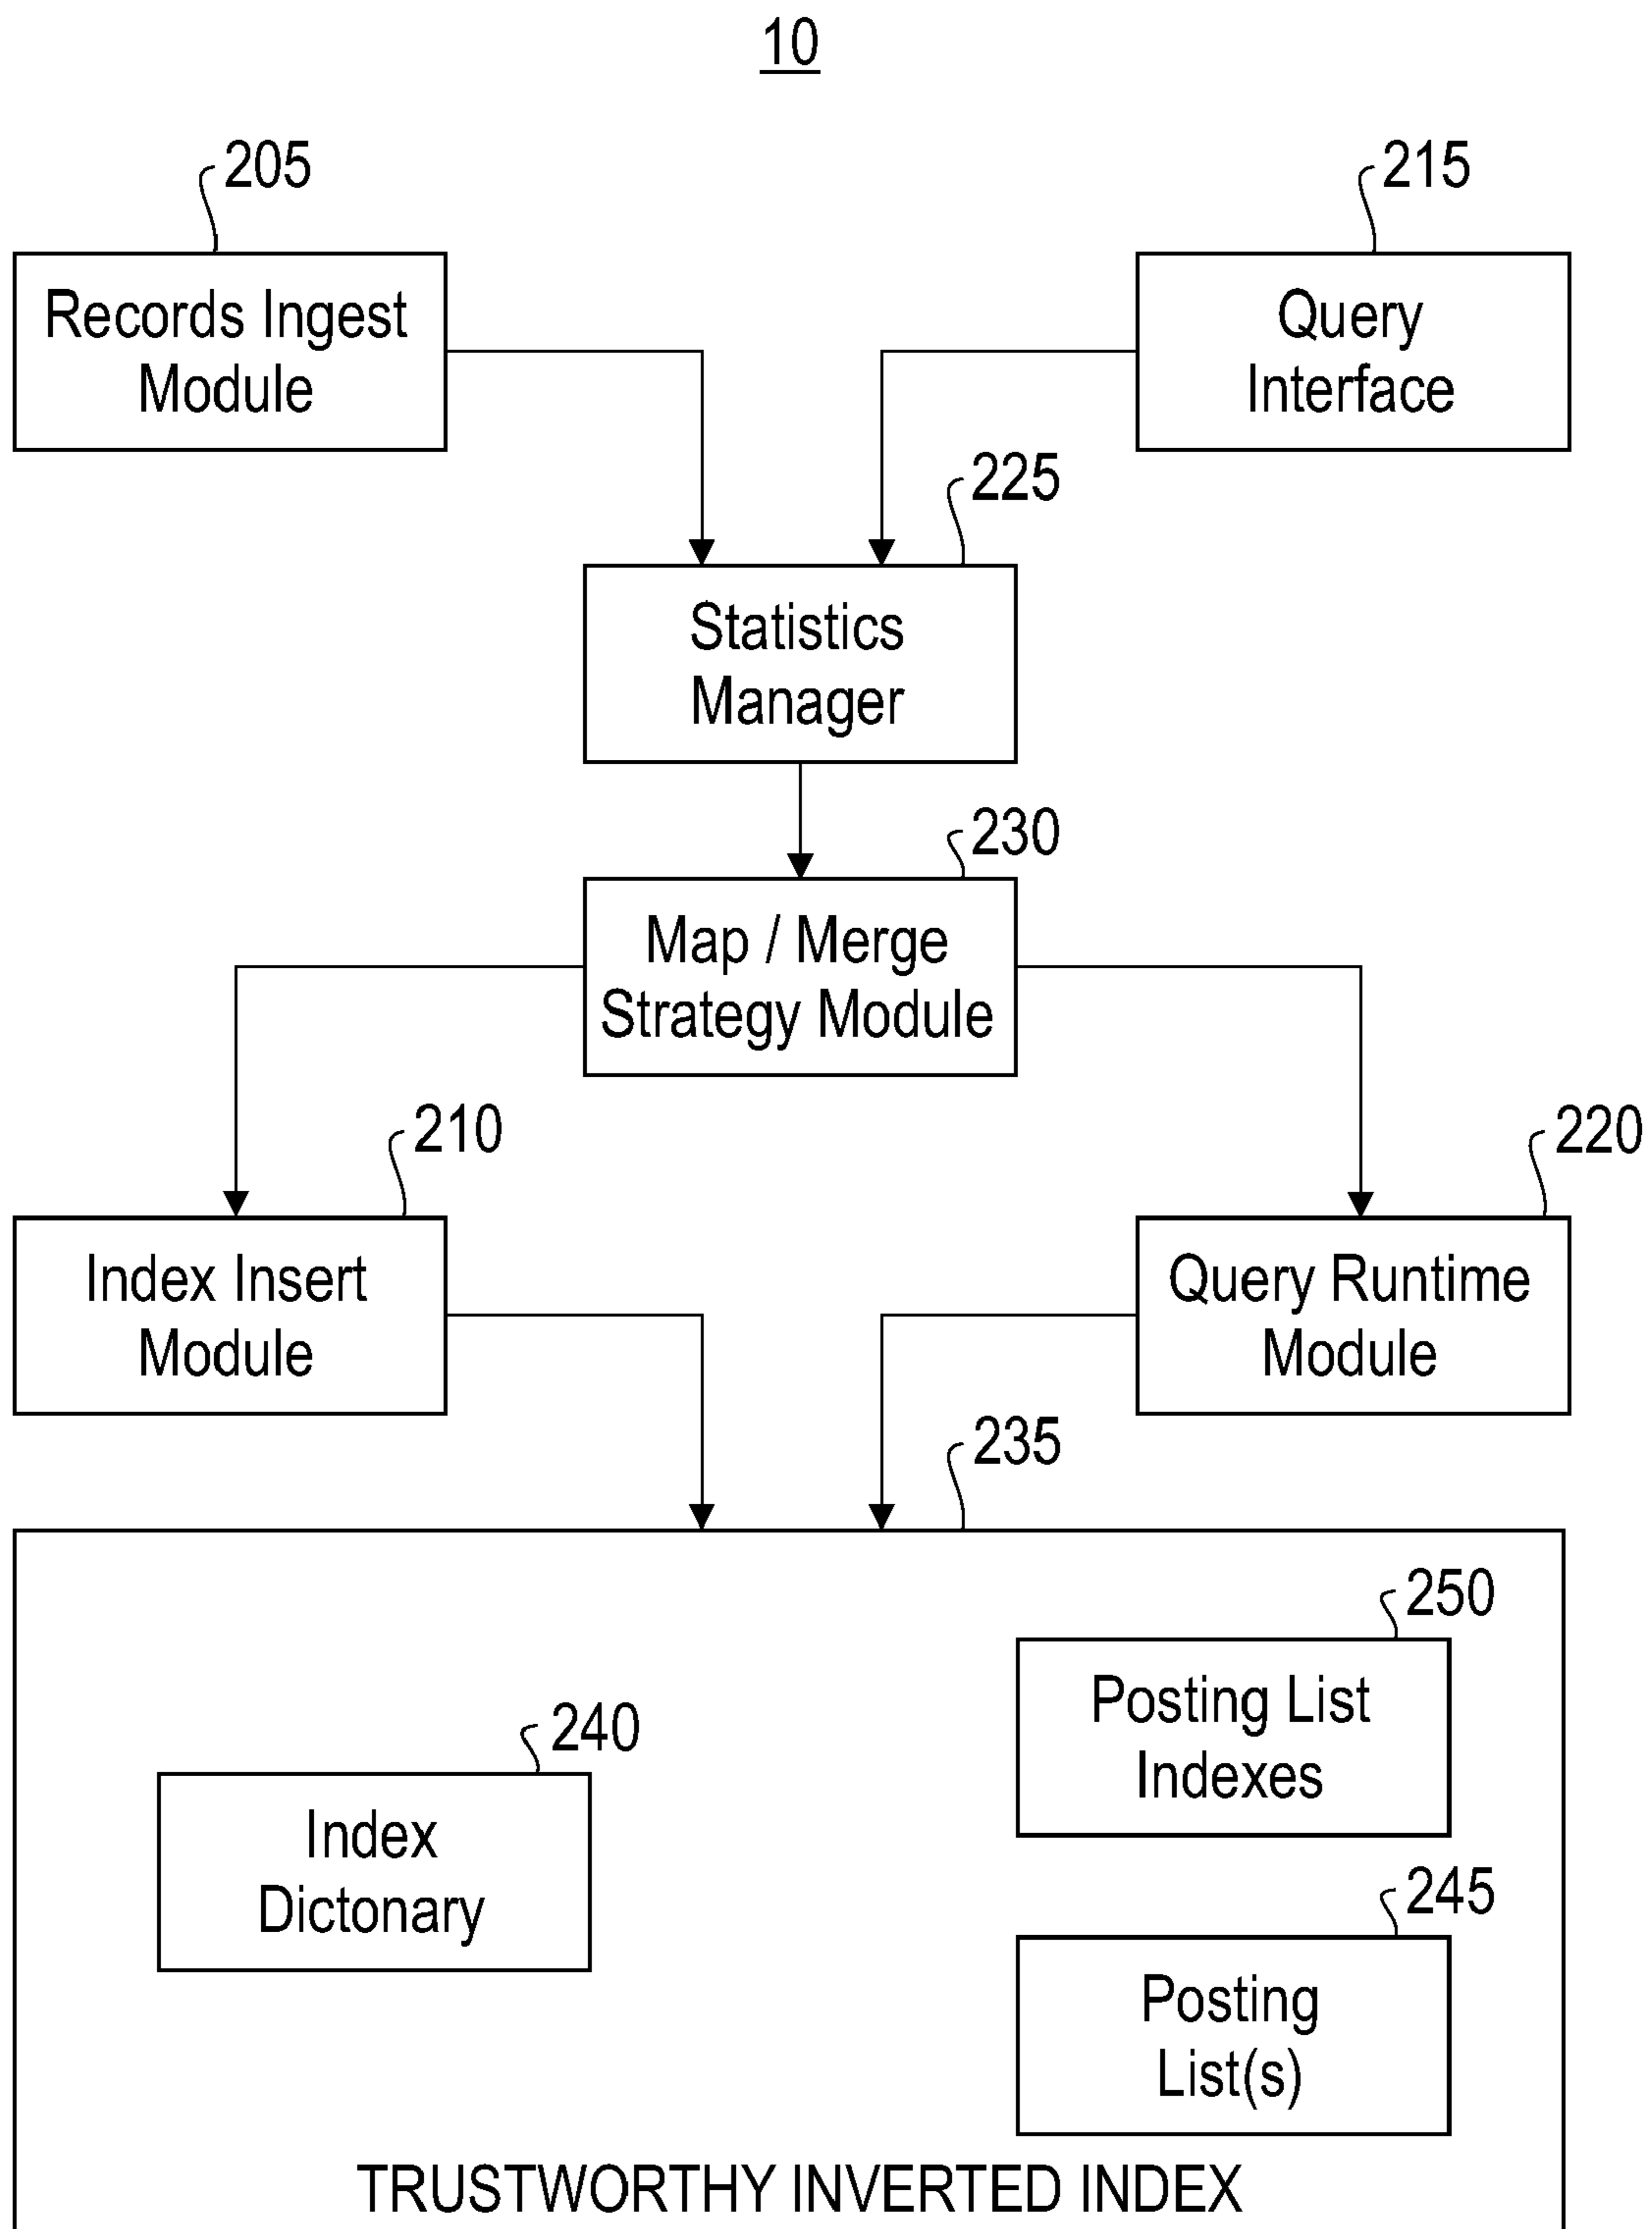 10
205
215
Records Ingest
Module
Query
Interface
225
Statistics
Manager
230
Map / Merge
Strategy Module
210
220
Index Insert
Module
Query Runtime
Module
235
250
Posting List
Indexes
240
Index
Dictonary
245
Posting
List(s)
TRUSTWORTHY INVERTED INDEX